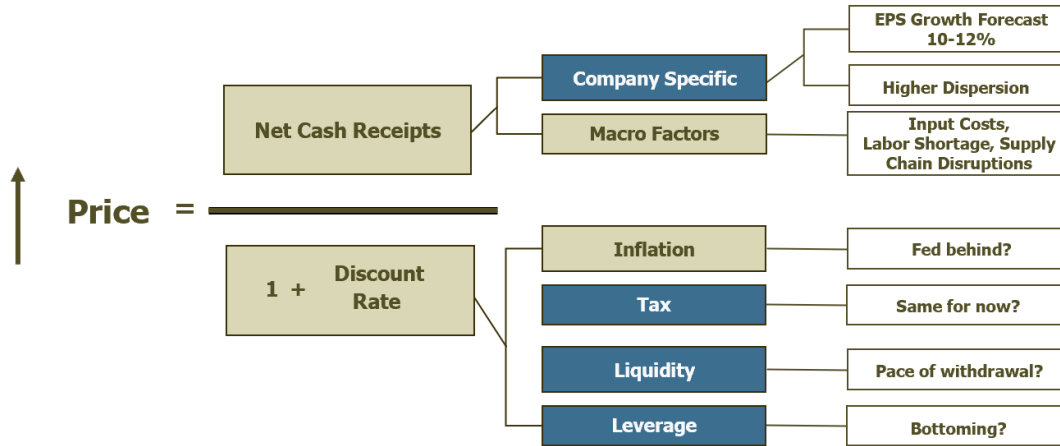 EPS Growth Forecast
10-12%
Company Specific
Higher Dispersion
Net Cash Receipts
Macro Factors
Input Costs,
Labor Shortage, Supply
Chain Disruptions
Price =
1 + Discount
Rate
Inflation
Fed behind?
Tax
Same for now?
Liquidity
Pace of withdrawal?
Leverage
Bottoming?